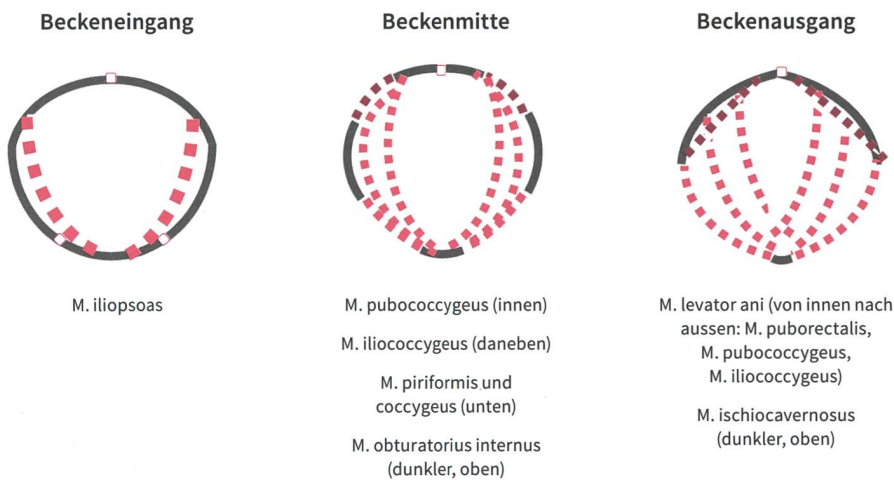 Beckeneingang
M. iliopsoas
Beckenmitte
M. pubococcygeus (innen)
M. iliococcygeus (daneben)
M. piriformis und
coccygeus (unten)
M. obturatorius internus
(dunkler, oben)
Beckenausgang
M. levator ani (von innen nach
aussen: M. puborectalis,
M. pubococcygeus,
M. iliococcygeus)
M. ischiocavernosus
(dunkler, oben)